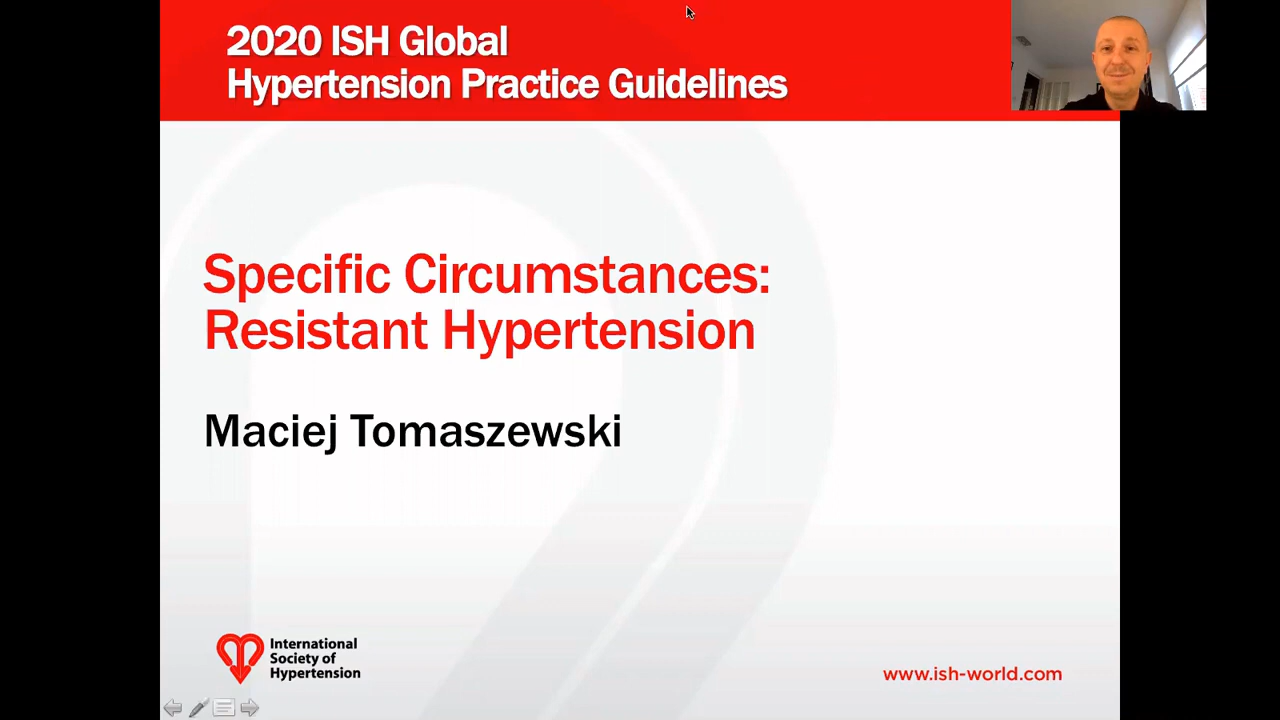 2020 ISH Global
Hypertension Practice Guidelines
Specific Circumstances:
Resistant Hypertension
Maciej Tomaszewski
International
Society of
Hypertension
www.ish-world.com